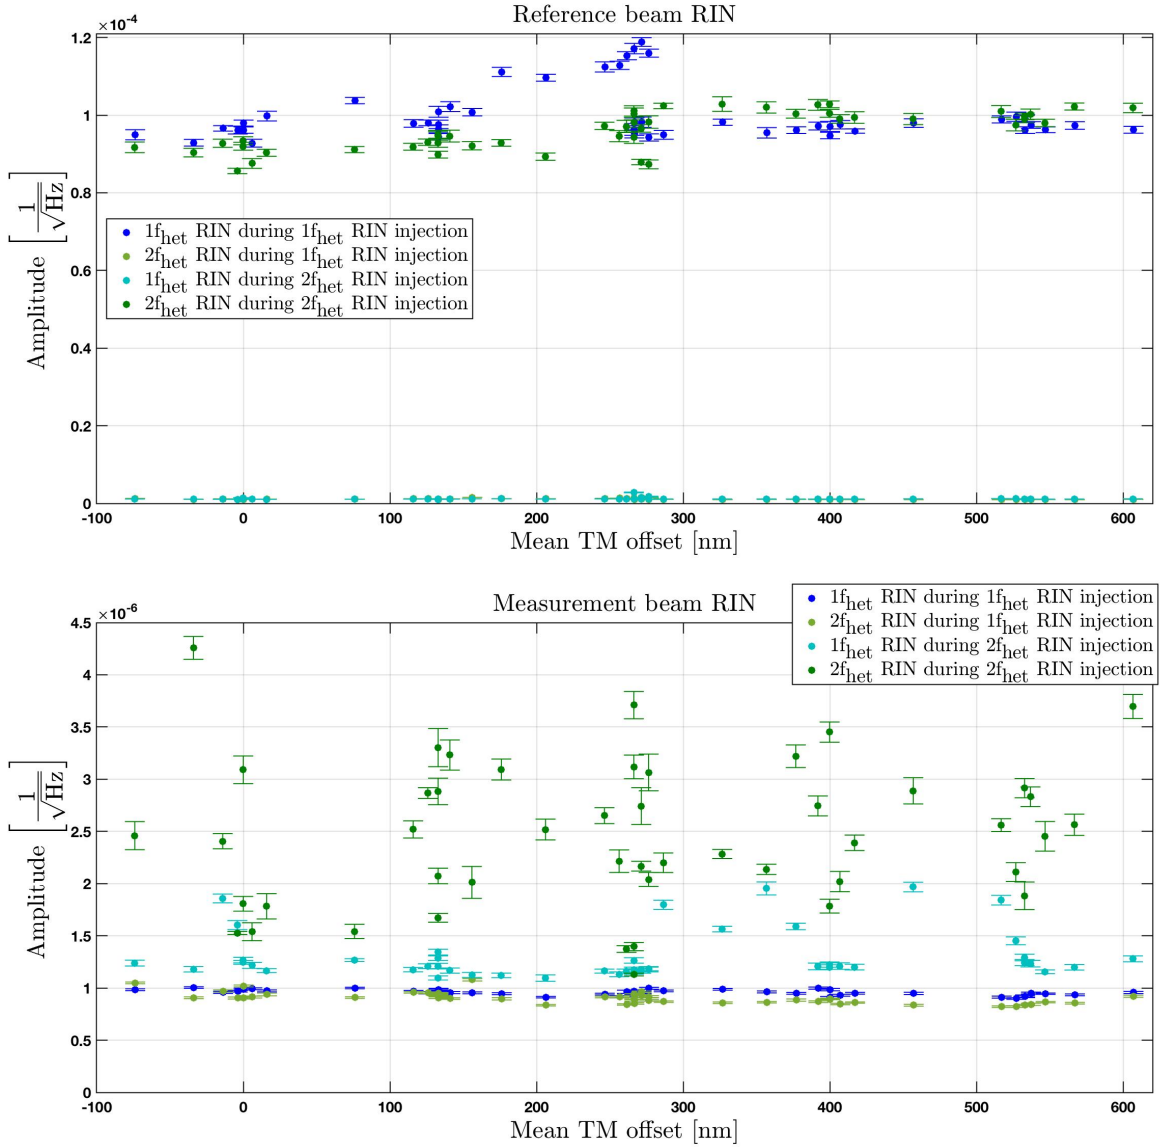 Reference beam RIN
×10⁻⁴
1.2
1
0.8
0.6
0.4
0.2
0
Amplitude [1/√Hz]
1f_het RIN during 1f_het RIN injection
2f_het RIN during 1f_het RIN injection
1f_het RIN during 2f_het RIN injection
2f_het RIN during 2f_het RIN injection
-100 0 100 200 300 400 500 600
Mean TM offset [nm]
Measurement beam RIN
×10⁻⁶
1f_het RIN during 1f_het RIN injection
2f_het RIN during 1f_het RIN injection
1f_het RIN during 2f_het RIN injection
2f_het RIN during 2f_het RIN injection
4.5
4
3.5
3
2.5
2
1.5
1
0.5
0
Amplitude [1/√Hz]
-100 0 100 200 300 400 500 600
Mean TM offset [nm]